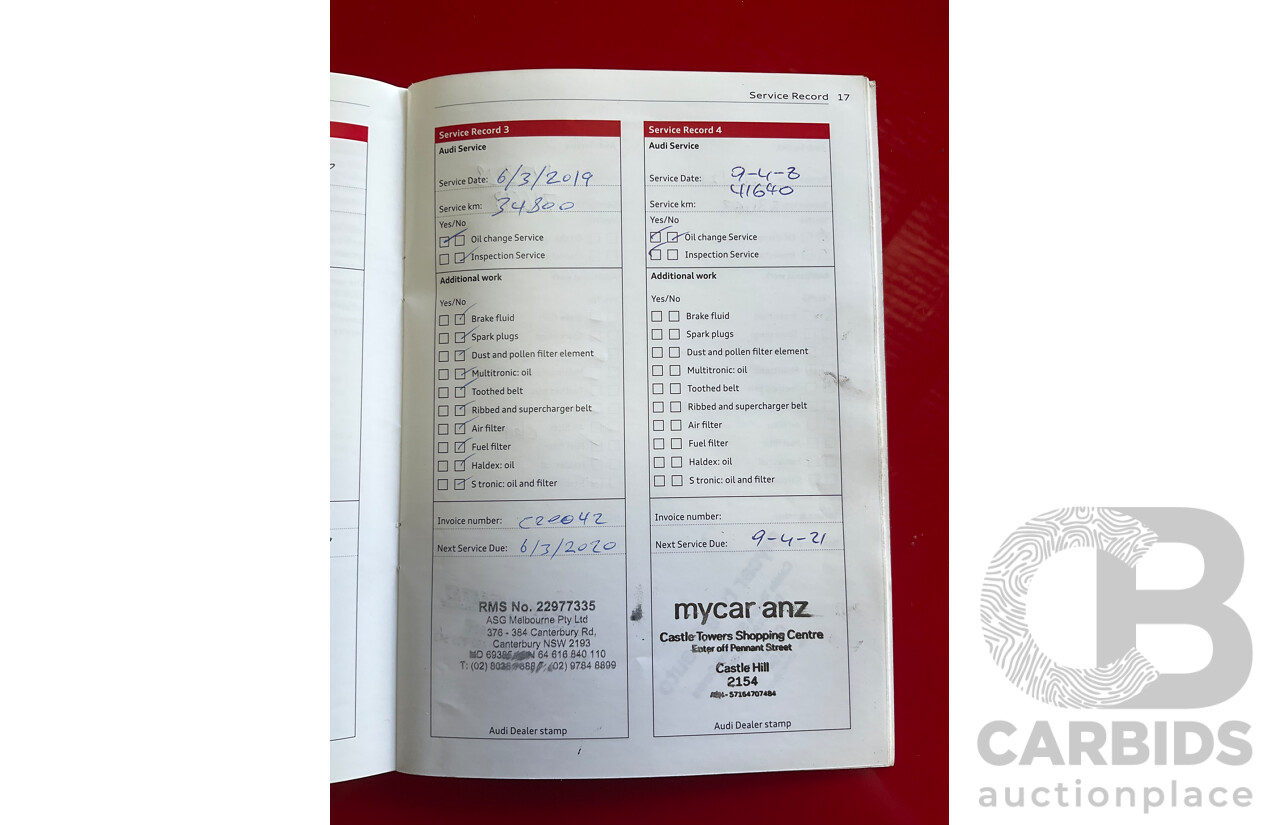 Service Record 17
Service Record 3
Audi Service
Service Date: 6/3/2019
Service km: 34800
Yes/No
Oil change Service
Inspection Service
Additional work
Yes/No
Brake fluid
Spark plugs
Dust and pollen filter element
Multitronic: oil
Toothed belt
Ribbed and supercharger belt
Air filter
Fuel filter
Haldex: oil
S tronic: oil and filter
Invoice number:
Next Service Due: 6/3/2020
RMS No. 22977335
ASG Melbourne Pty Ltd
376 - 384 Canterbury Rd,
Canterbury NSW 2193
64 616 840 110
T: (02) (02) 9784 8899
Audi Dealer stamp
Service Record 4
Audi Service
Service Date: 9-4-
41640
Service km:
Yes/No
Oil change Service
Inspection Service
Additional work
Yes/No
Brake fluid
Spark plugs
Dust and pollen filter element
Multitronic: oil
Toothed belt
Ribbed and supercharger belt
Air filter
Fuel filter
Haldex: oil
S tronic: oil and filter
Invoice number:
Next Service Due: 9-4-21
mycar anz
Castle Towers Shopping Centre
Enter off Pennant Street
Castle Hill
2154
57164707484
Audi Dealer stamp
CB
CARBIDS
auctionplace